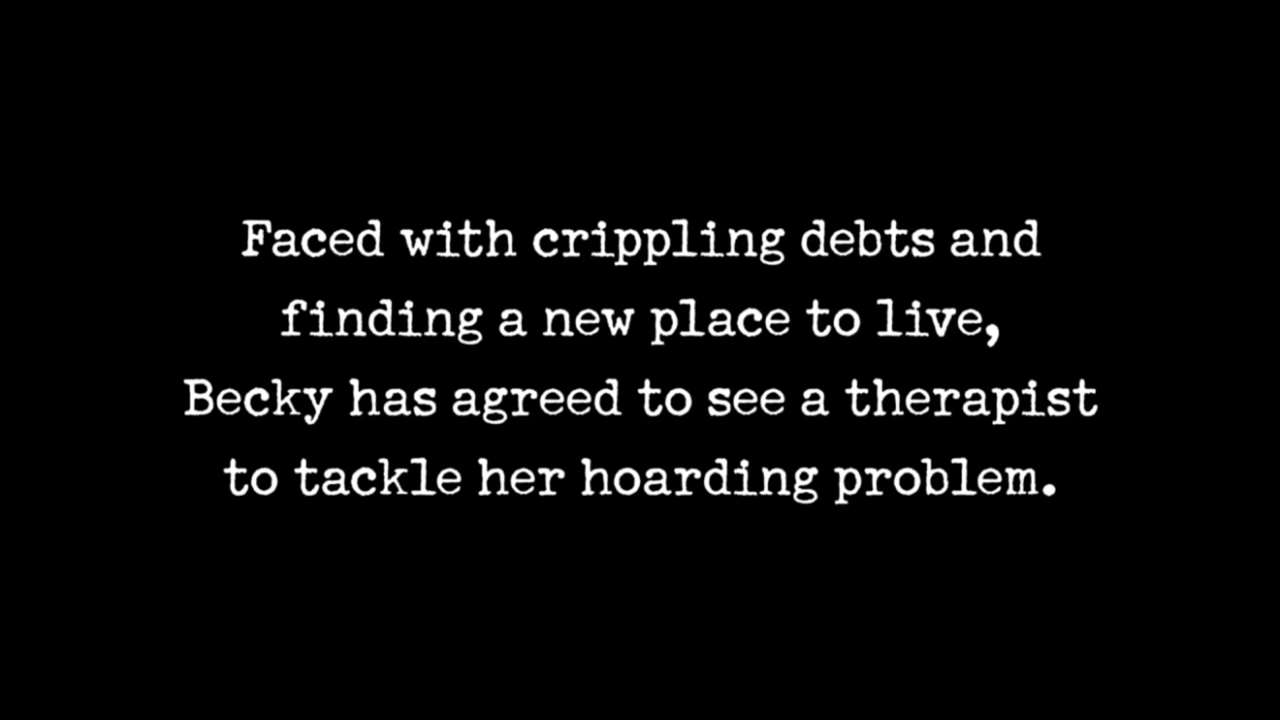 Faced with crippling debts and
finding a new place to live,
Becky has agreed to see a therapist
to tackle her hoarding problem.